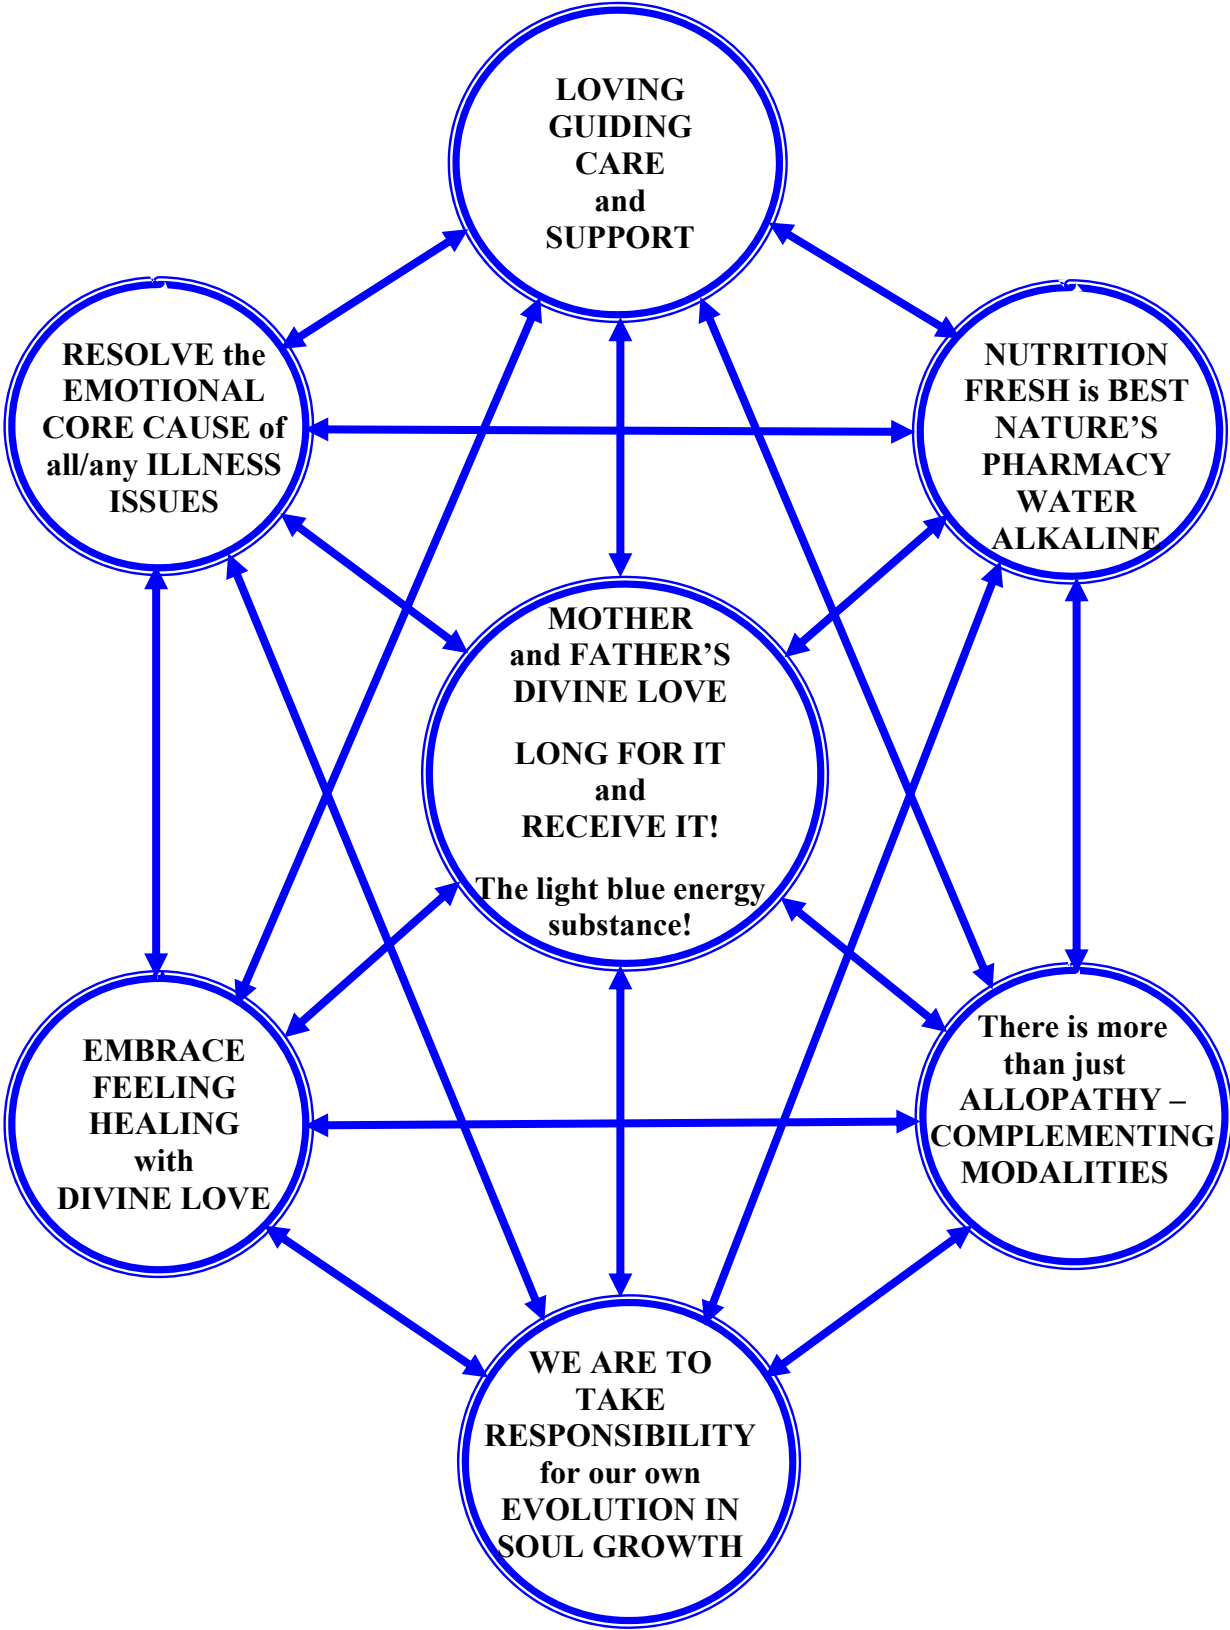 LOVING
GUIDING
CARE
and
SUPPORT
RESOLVE the
EMOTIONAL
CORE CAUSE of
all/any ILLNESS
ISSUES
NUTRITION
FRESH is BEST
NATURE’S
PHARMACY
WATER
ALKALINE
MOTHER
and FATHER’S
DIVINE LOVE
LONG FOR IT
and
RECEIVE IT!
The light blue energy
substance!
EMBRACE
FEELING
HEALING
with
DIVINE LOVE
There is more
than just
ALLOPATHY –
COMPLEMENTING
MODALITIES
WE ARE TO
TAKE
RESPONSIBILITY
for our own
EVOLUTION IN
SOUL GROWTH